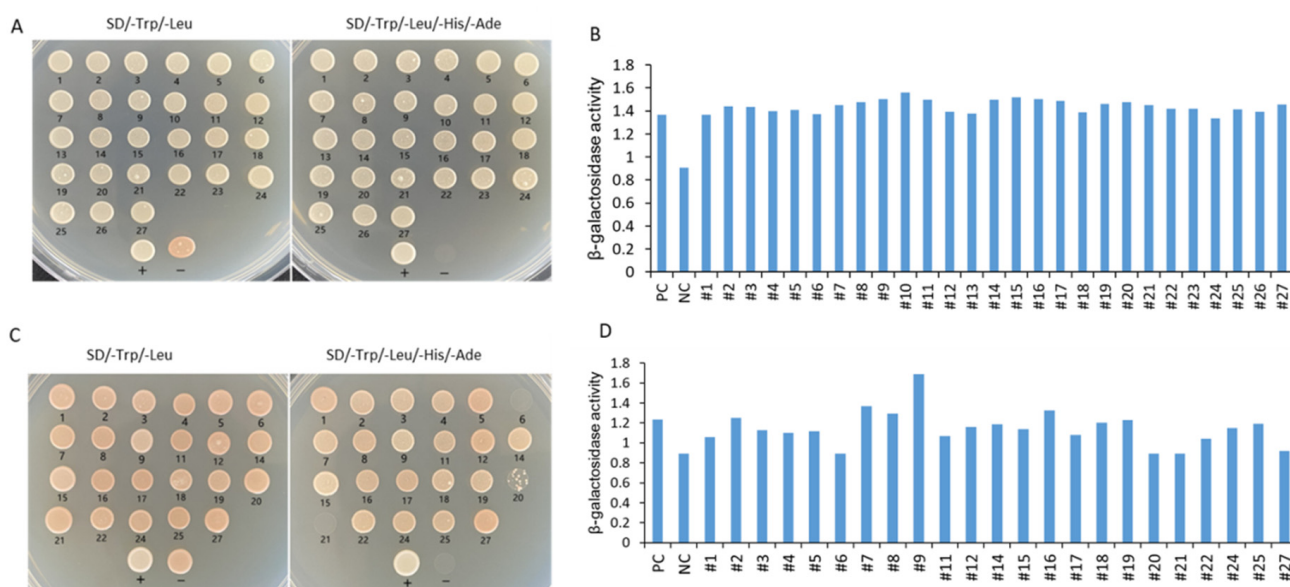 A
SD/-Trp/-Leu
SD/-Trp/-Leu/-His/-Ade
1 2 3 4 5 6
7 8 9 10 11 12
13 14 15 16 17 18
19 20 21 22 23 24
25 26 27
+ −
1 2 3 4 5 6
7 8 9 10 11 12
13 14 15 16 17 18
19 20 21 22 23 24
25 26 27
+ −
B
β-galactosidase activity
1.8
1.6
1.4
1.2
1
0.8
0.6
0.4
0.2
0
PC NC #1 #2 #3 #4 #5 #6 #7 #8 #9 #10 #11 #12 #13 #14 #15 #16 #17 #18 #19 #20 #21 #22 #23 #24 #25 #26 #27
C
SD/-Trp/-Leu
SD/-Trp/-Leu/-His/-Ade
1 2 3 4 5 6
7 8 9 11 12 14
15 16 17 18 19 20
21 22 24 25 27
+ −
1 2 3 4 5 6
7 8 9 11 12 14
15 16 17 18 19 20
21 22 24 25 27
+ −
D
β-galactosidase activity
1.8
1.6
1.4
1.2
1
0.8
0.6
0.4
0.2
0
PC NC #1 #2 #3 #4 #5 #6 #7 #8 #9 #11 #12 #14 #15 #16 #17 #18 #19 #20 #21 #22 #24 #25 #27